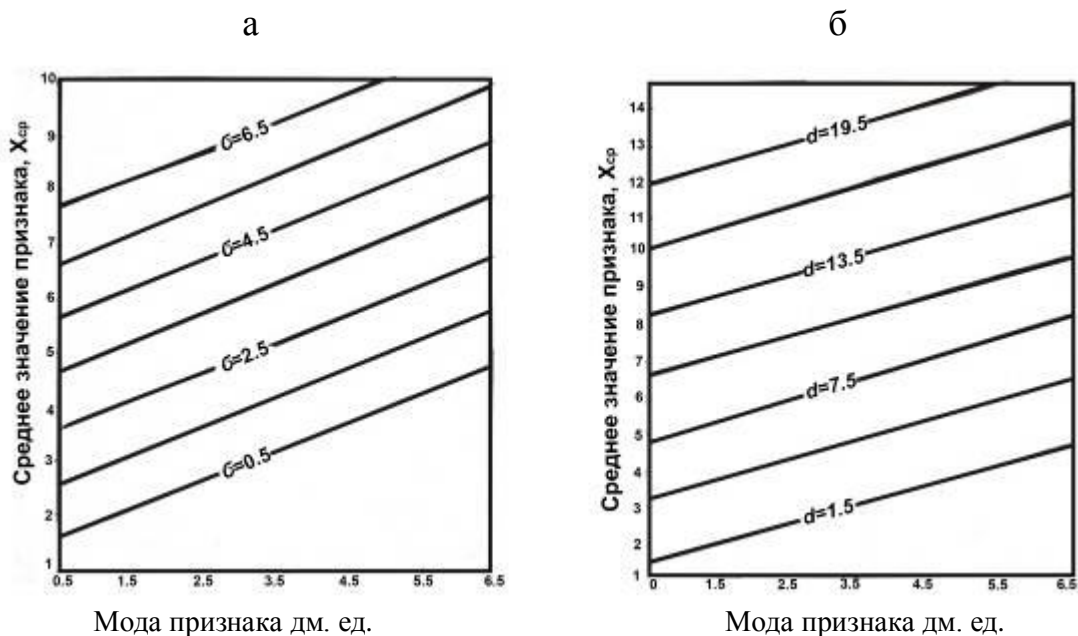 а
б
Среднее значение признака, Xср
10
9
8
7
6
5
4
3
2
1
б=6.5
б=4.5
б=2.5
б=0.5
0.5 1.5 2.5 3.5 4.5 5.5 6.5
Мода признака дм. ед.
Среднее значение признака, Xср
14
13
12
11
10
9
8
7
6
5
4
3
2
1
d=19.5
d=13.5
d=7.5
d=1.5
0 1.5 2.5 3.5 4.5 5.5 6.5
Мода признака дм. ед.